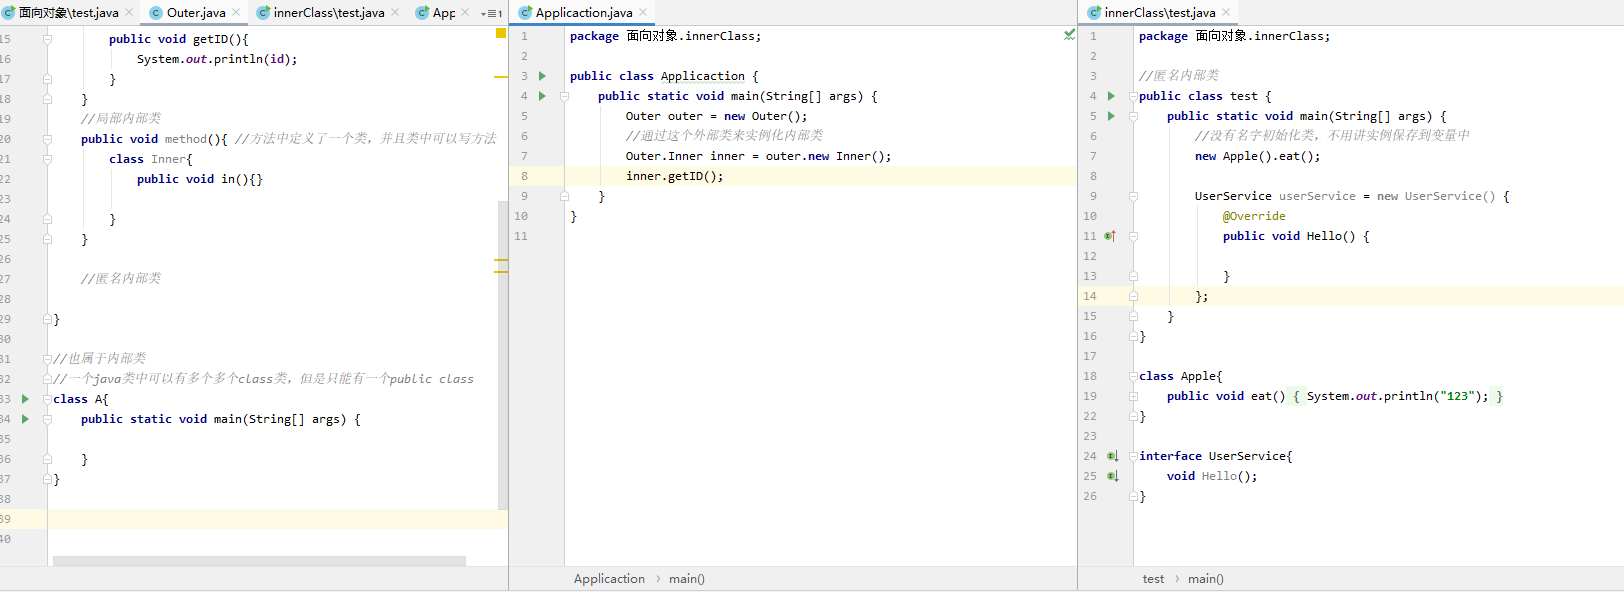 面向对象\test.java
Outer.java
innerClass\test.java
App
1
15 public void getID(){
16 System.out.println(id);
17 }
18 }
19 //局部内部类
20 public void method(){ //方法中定义了一个类，并且类中可以写方法
21 class Inner{
22 public void in(){}
23
24 }
25 }
26
27 //匿名内部类
28
29 }
30
31 //也属于内部类
32 //一个java类中可以有多个多个class类，但是只能有一个public class
33 class A{
34 public static void main(String[] args) {
35
36 }
37 }
38
39
40
Applicaction.java
1 package 面向对象.innerClass;
2
3 public class Applicaction {
4 public static void main(String[] args) {
5 Outer outer = new Outer();
6 //通过这个外部类来实例化内部类
7 Outer.Inner inner = outer.new Inner();
8 inner.getID();
9 }
10 }
11
Applicaction › main()
innerClass\test.java
1 package 面向对象.innerClass;
2
3 //匿名内部类
4 public class test {
5 public static void main(String[] args) {
6 //没有名字初始化类，不用讲实例保存到变量中
7 new Apple().eat();
8
9 UserService userService = new UserService() {
10 @Override
11 public void Hello() {
12
13 }
14 };
15 }
16 }
17
18 class Apple{
19 public void eat() { System.out.println("123"); }
22 }
23
24 interface UserService{
25 void Hello();
26 }
test › main()